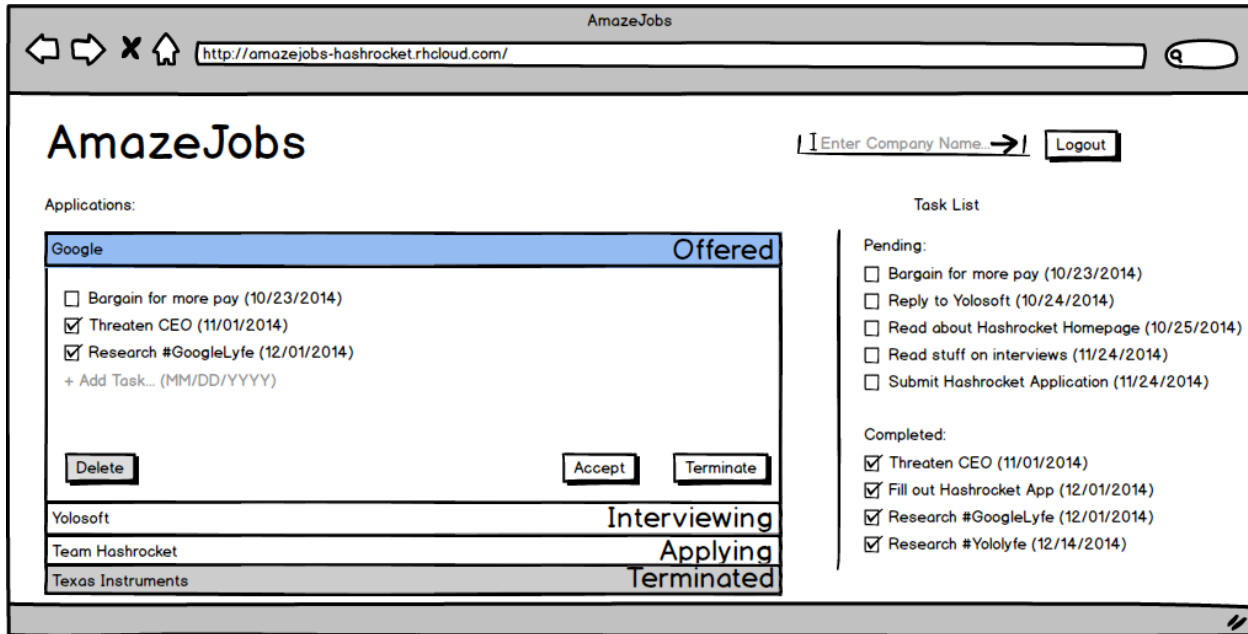 AmazeJobs
http://amazejobs-hashrocket.rhcloud.com/
AmazeJobs
Enter Company Name...
Logout
Applications:
Google Offered
Bargain for more pay (10/23/2014)
Threaten CEO (11/01/2014)
Research #GoogleLyfe (12/01/2014)
+ Add Task... (MM/DD/YYYY)
Delete Accept Terminate
Yolosoft Interviewing
Team Hashrocket Applying
Texas Instruments Terminated
Task List
Pending:
Bargain for more pay (10/23/2014)
Reply to Yolosoft (10/24/2014)
Read about Hashrocket Homepage (10/25/2014)
Read stuff on interviews (11/24/2014)
Submit Hashrocket Application (11/24/2014)
Completed:
Threaten CEO (11/01/2014)
Fill out Hashrocket App (12/01/2014)
Research #GoogleLyfe (12/01/2014)
Research #Yololyfe (12/14/2014)